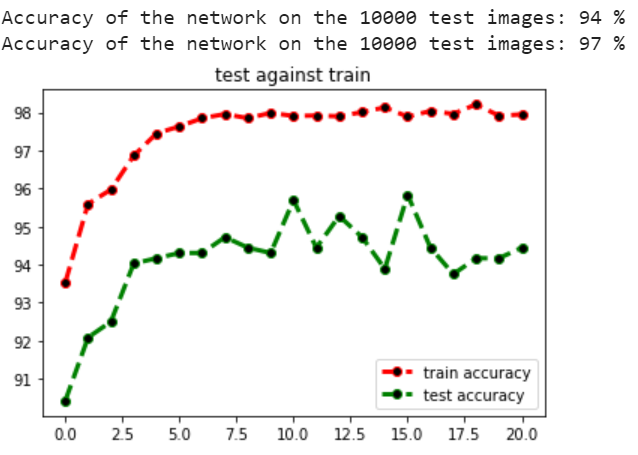 Accuracy of the network on the 10000 test images: 94 %
Accuracy of the network on the 10000 test images: 97 %
test against train
98
97
96
95
94
93
92
91
train accuracy
test accuracy
0.0 2.5 5.0 7.5 10.0 12.5 15.0 17.5 20.0